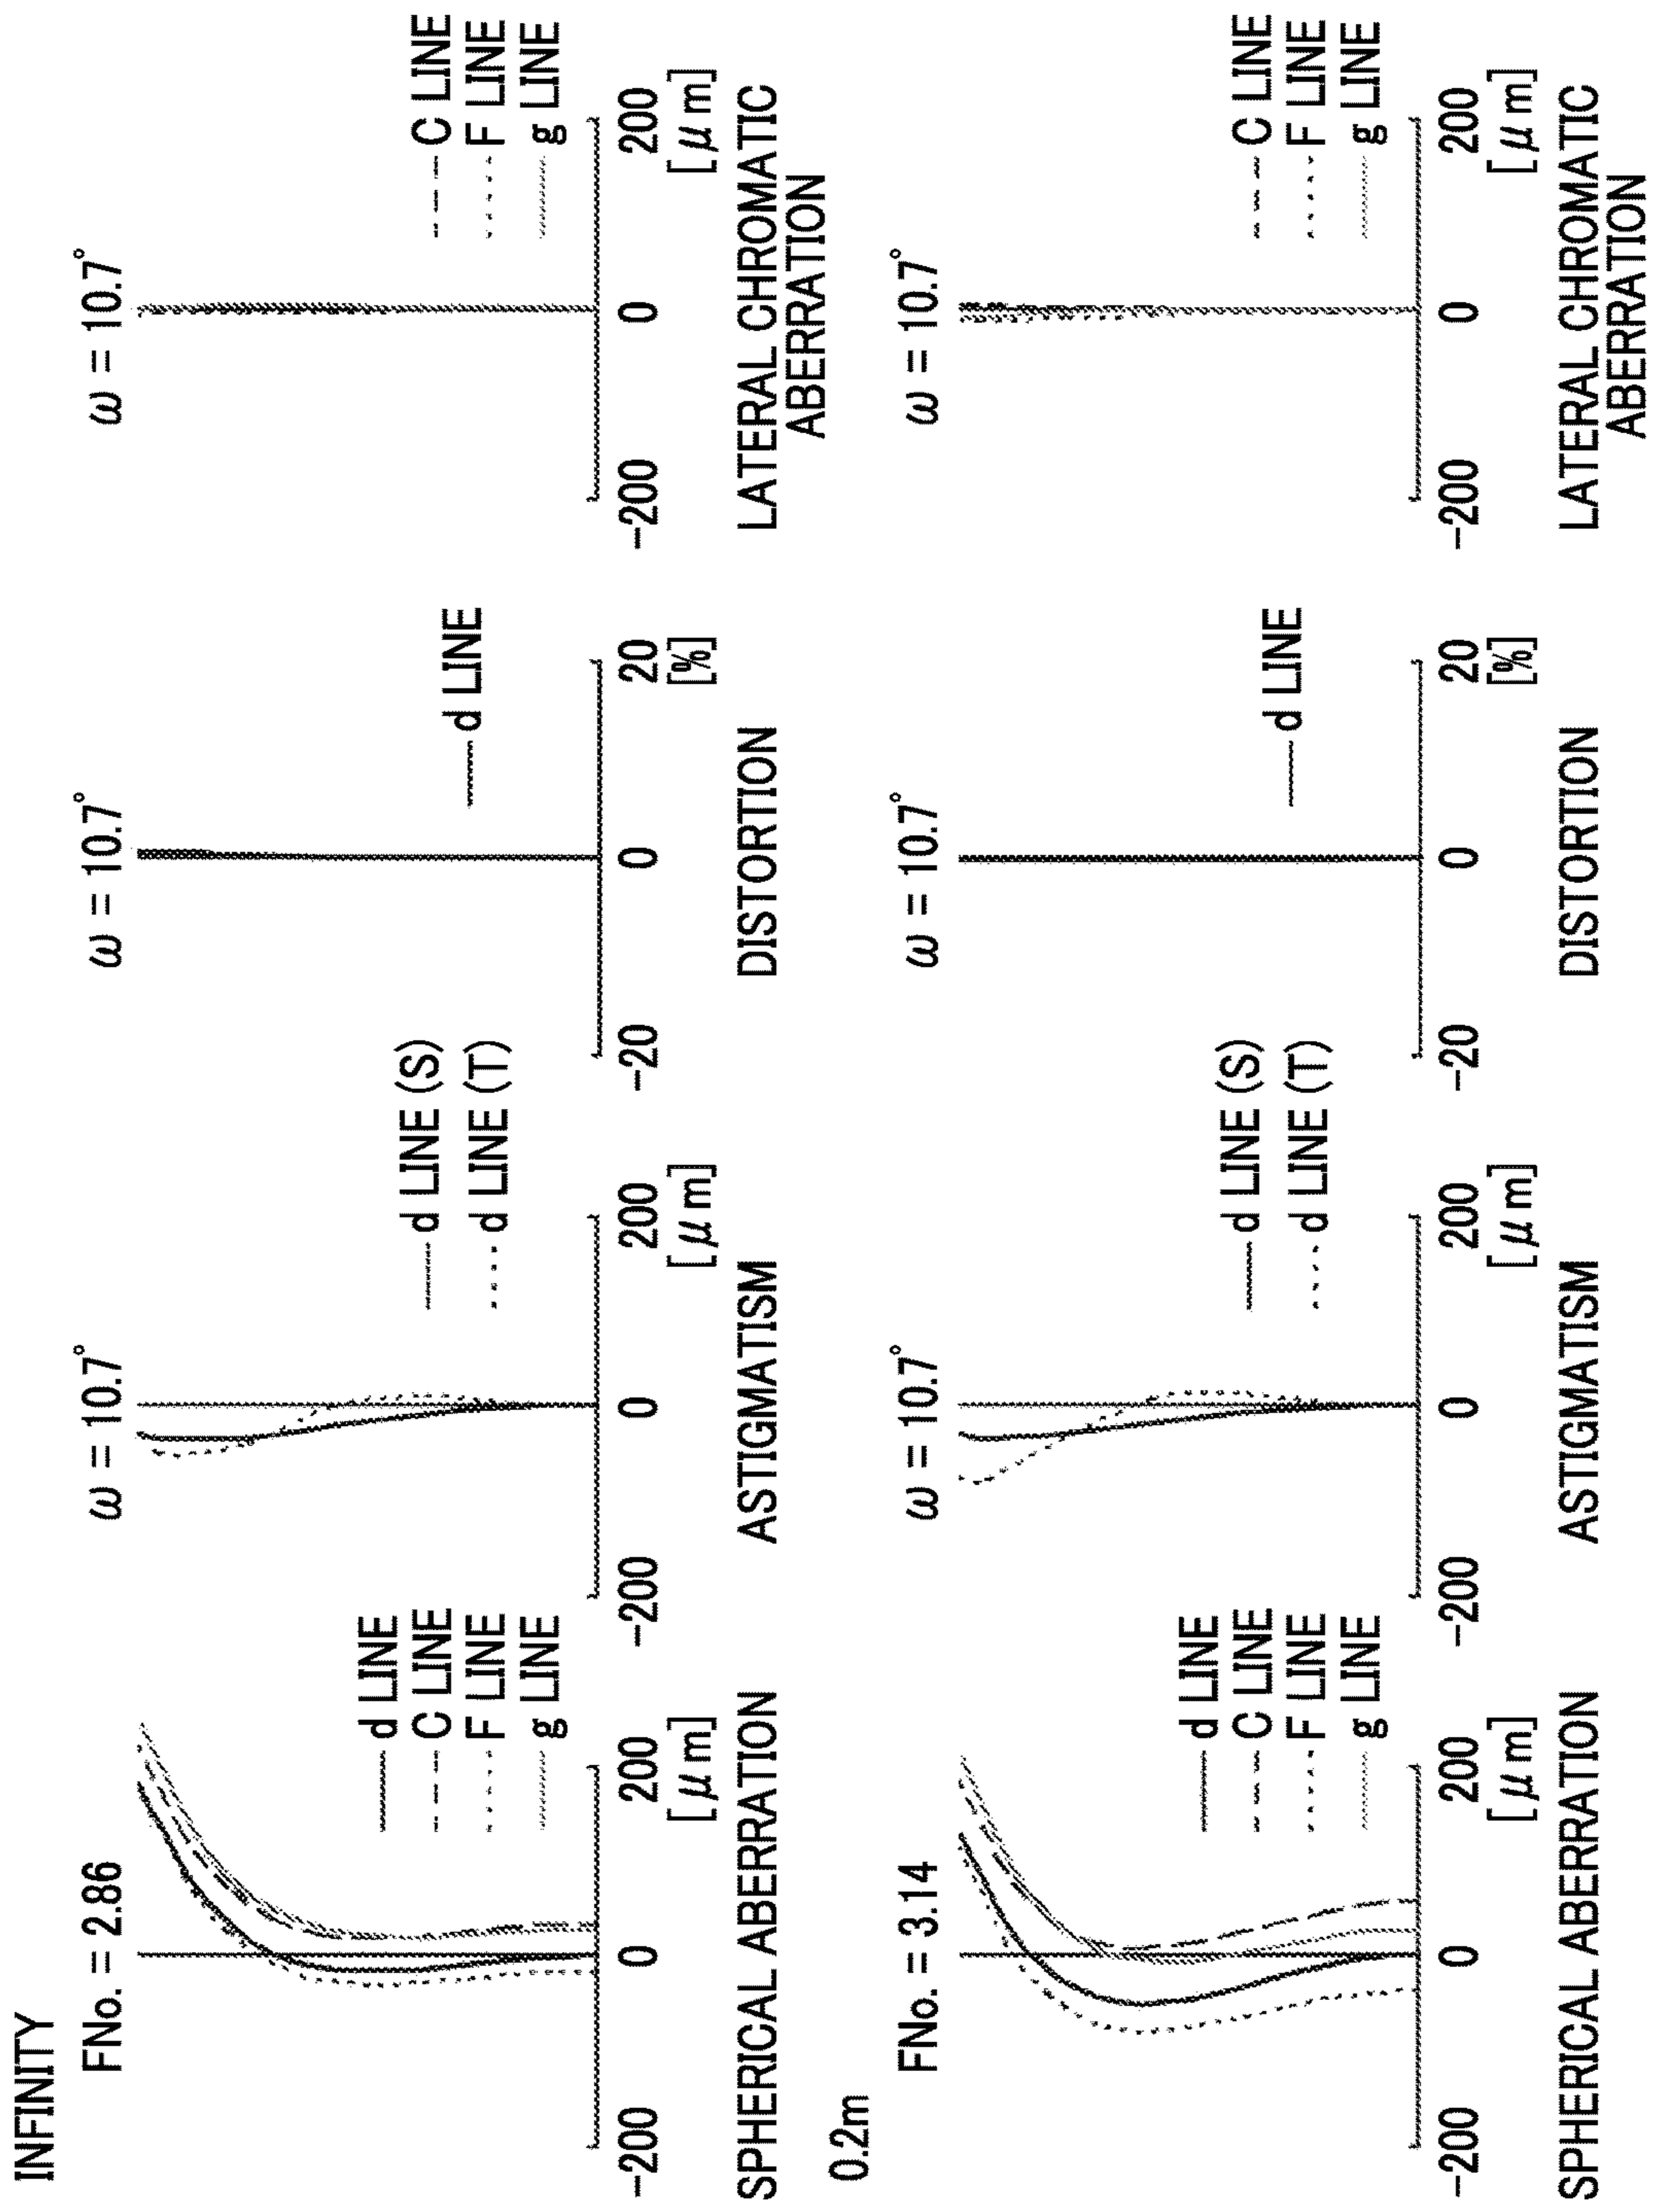 INFINITY
FNo. = 2.86
d LINE
C LINE
F LINE
g LINE
-200
0
200
[μm]
SPHERICAL ABERRATION
ω = 10.7°
d LINE (S)
d LINE (T)
-200
0
200
[μm]
ASTIGMATISM
ω = 10.7°
d LINE
-20
0
20
[%]
DISTORTION
ω = 10.7°
C LINE
F LINE
g LINE
-200
0
200
[μm]
LATERAL CHROMATIC
ABERRATION
0.2m
FNo. = 3.14
d LINE
C LINE
F LINE
g LINE
-200
0
200
[μm]
SPHERICAL ABERRATION
ω = 10.7°
d LINE (S)
d LINE (T)
-200
0
200
[μm]
ASTIGMATISM
ω = 10.7°
d LINE
-20
0
20
[%]
DISTORTION
ω = 10.7°
C LINE
F LINE
g LINE
-200
0
200
[μm]
LATERAL CHROMATIC
ABERRATION